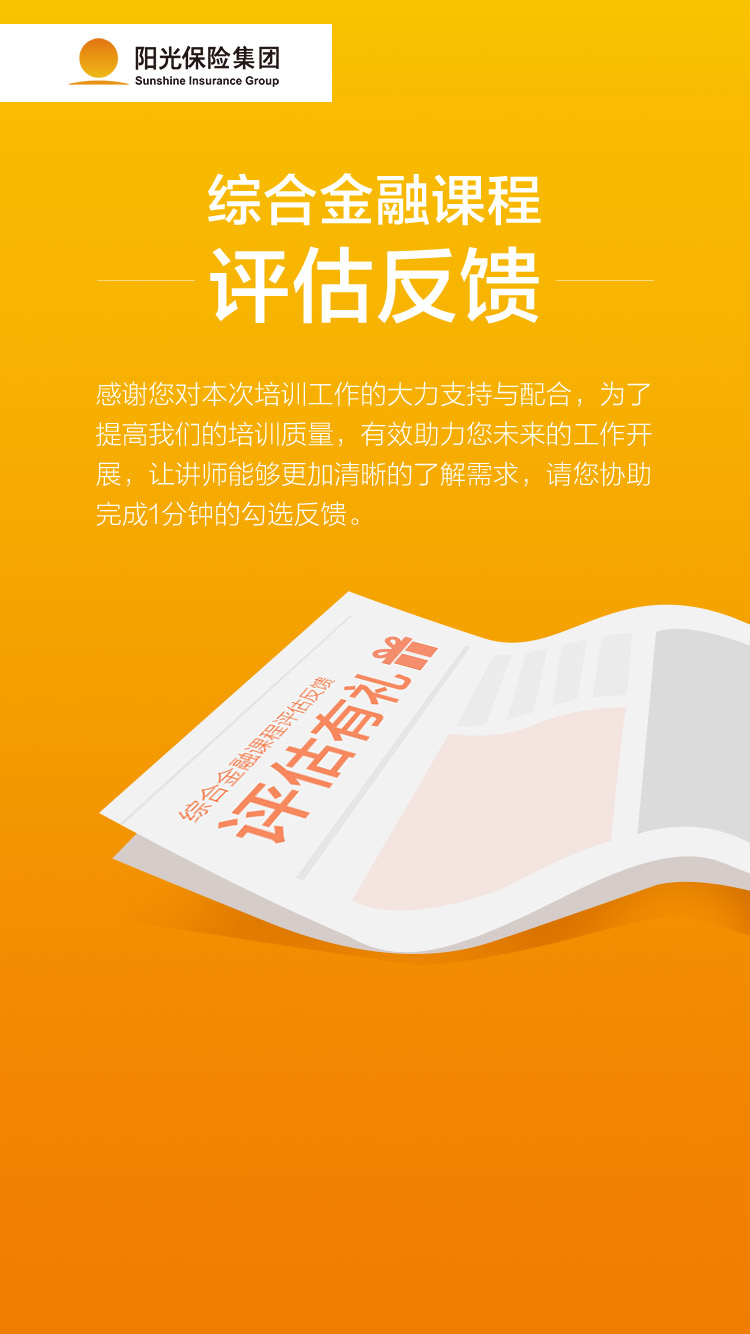 阳光保险集团
Sunshine Insurance Group
综合金融课程
评估反馈
感谢您对本次培训工作的大力支持与配合，为了
提高我们的培训质量，有效助力您未来的工作开
展，让讲师能够更加清晰的了解需求，请您协助
完成1分钟的勾选反馈。
综合金融课程评估反馈
评估有礼